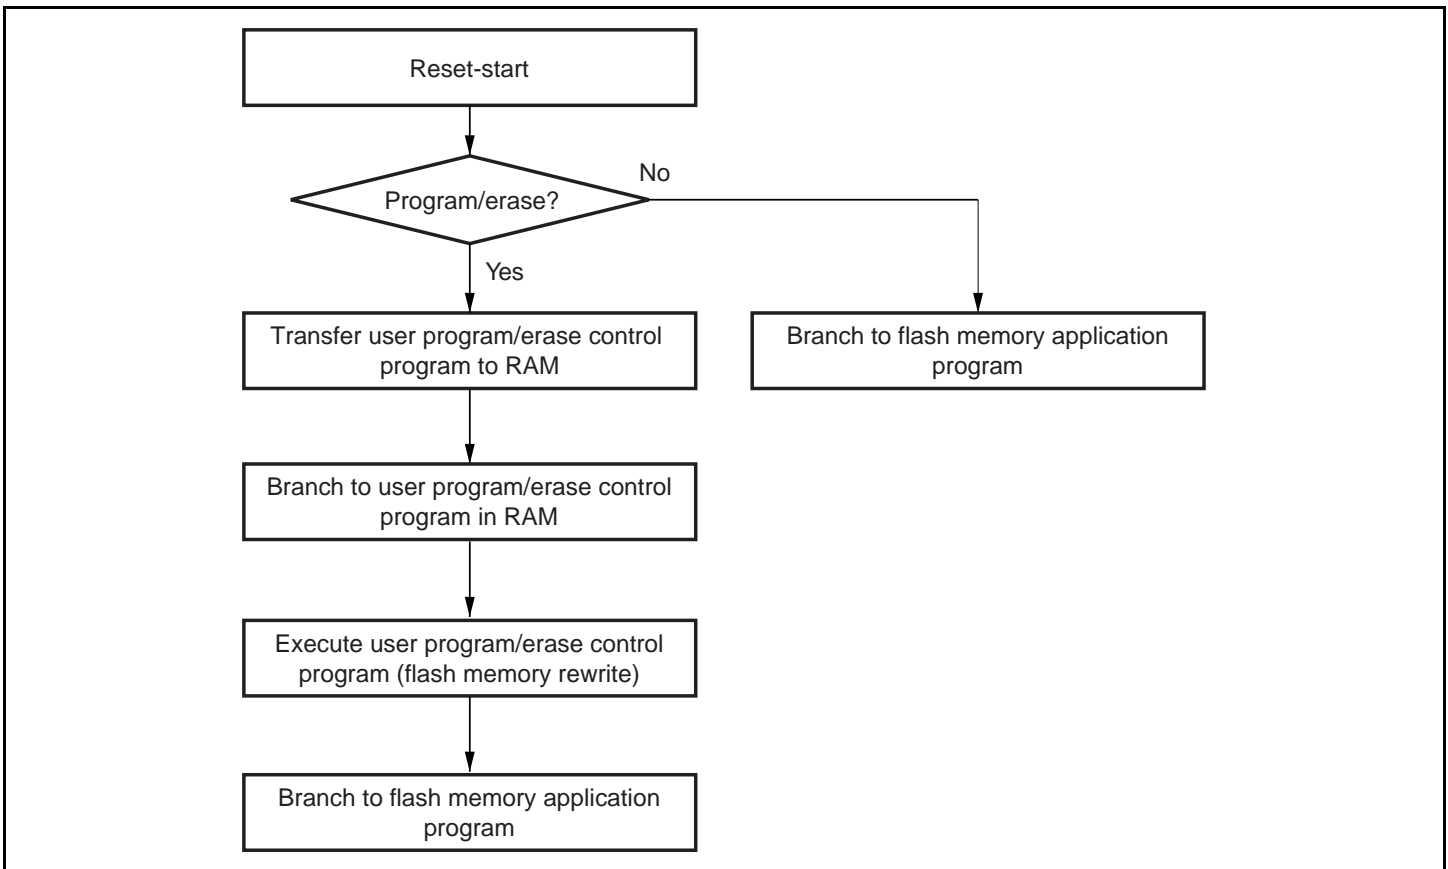 Reset-start
Program/erase?
No
Yes
Transfer user program/erase control
program to RAM
Branch to flash memory application
program
Branch to user program/erase control
program in RAM
Execute user program/erase control
program (flash memory rewrite)
Branch to flash memory application
program